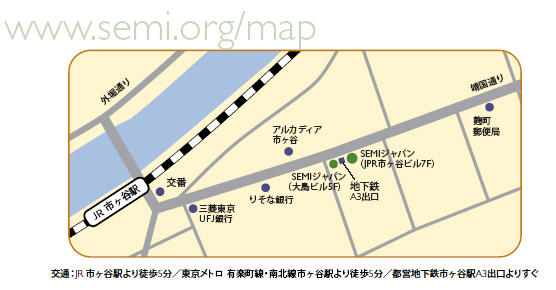 www.semi.org/map
外堀通り
靖国通り
麹町
郵便局
アルカディア
市ヶ谷
SEMIジャパン
(JPR市ヶ谷ビル7F)
SEMIジャパン
(大島ビル5F)
地下鉄
A3出口
交番
りそな銀行
三菱東京
UFJ銀行
JR 市ヶ谷駅
交通：JR 市ヶ谷駅より徒歩5分／東京メトロ 有楽町線・南北線市ヶ谷駅より徒歩5分／都営地下鉄市ヶ谷駅A3出口よりすぐ